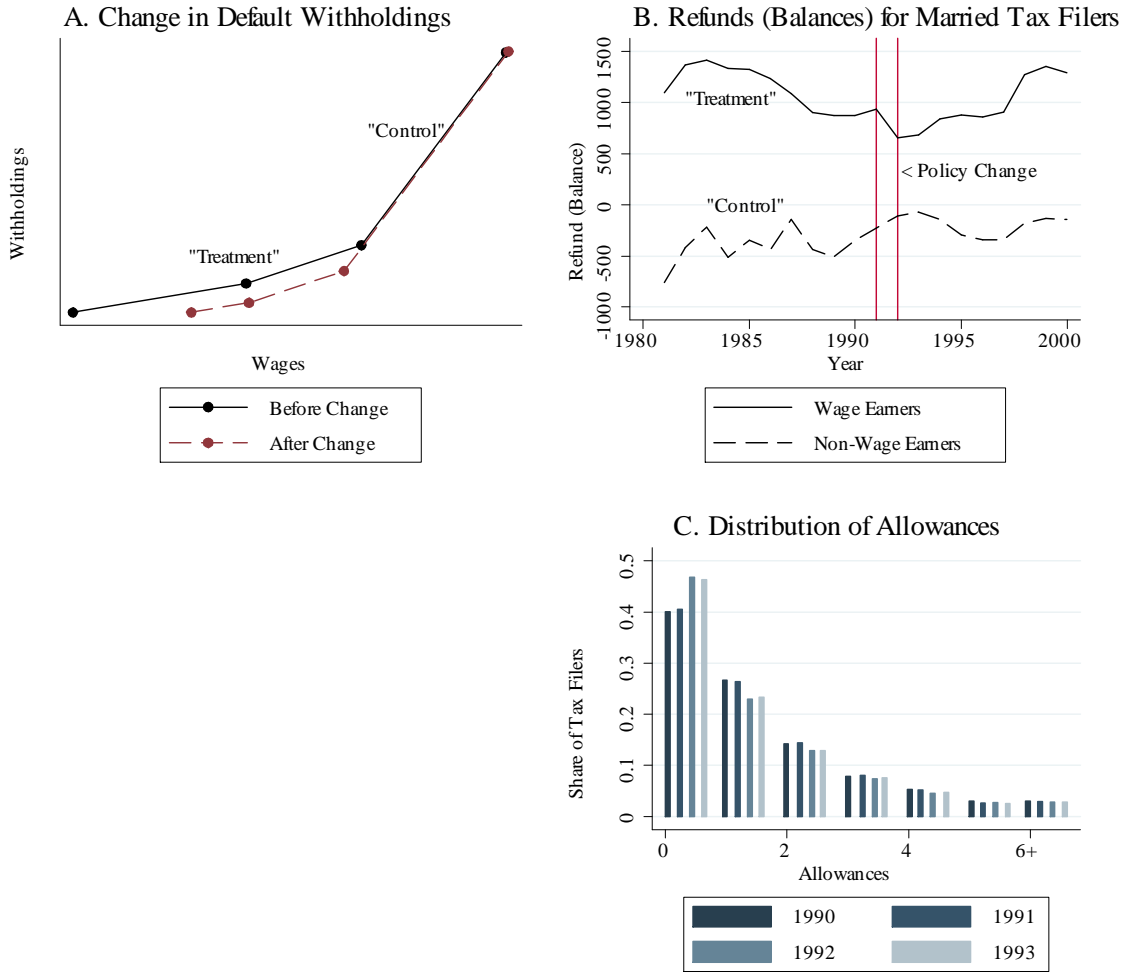 A. Change in Default Withholdings
Withholdings
"Control"
"Treatment"
Wages
Before Change
After Change
B. Refunds (Balances) for Married Tax Filers
Refund (Balance)
1500
1000
500
0
-500
-1000
"Treatment"
< Policy Change
"Control"
1980 1985 1990 1995 2000
Year
Wage Earners
Non-Wage Earners
C. Distribution of Allowances
Share of Tax Filers
0.5
0.4
0.3
0.2
0.1
0
0 2 4 6+
Allowances
1990 1991
1992 1993